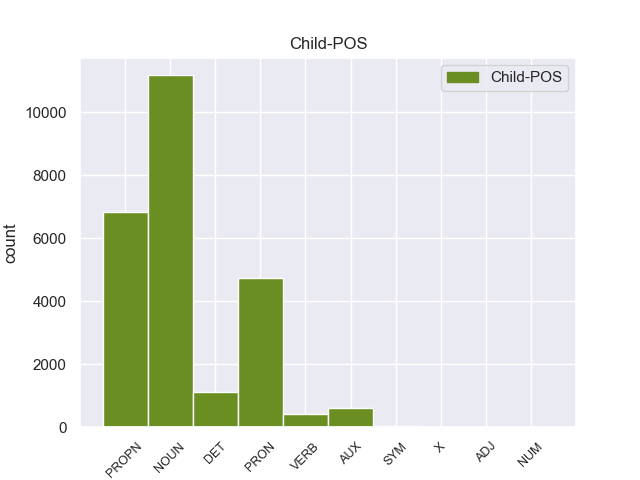 Child-POS
Child-POS
10000
8000
6000
4000
2000
0
count
PROPN
NOUN
DET
PRON
VERB
AUX
SYM
X
ADJ
NUM